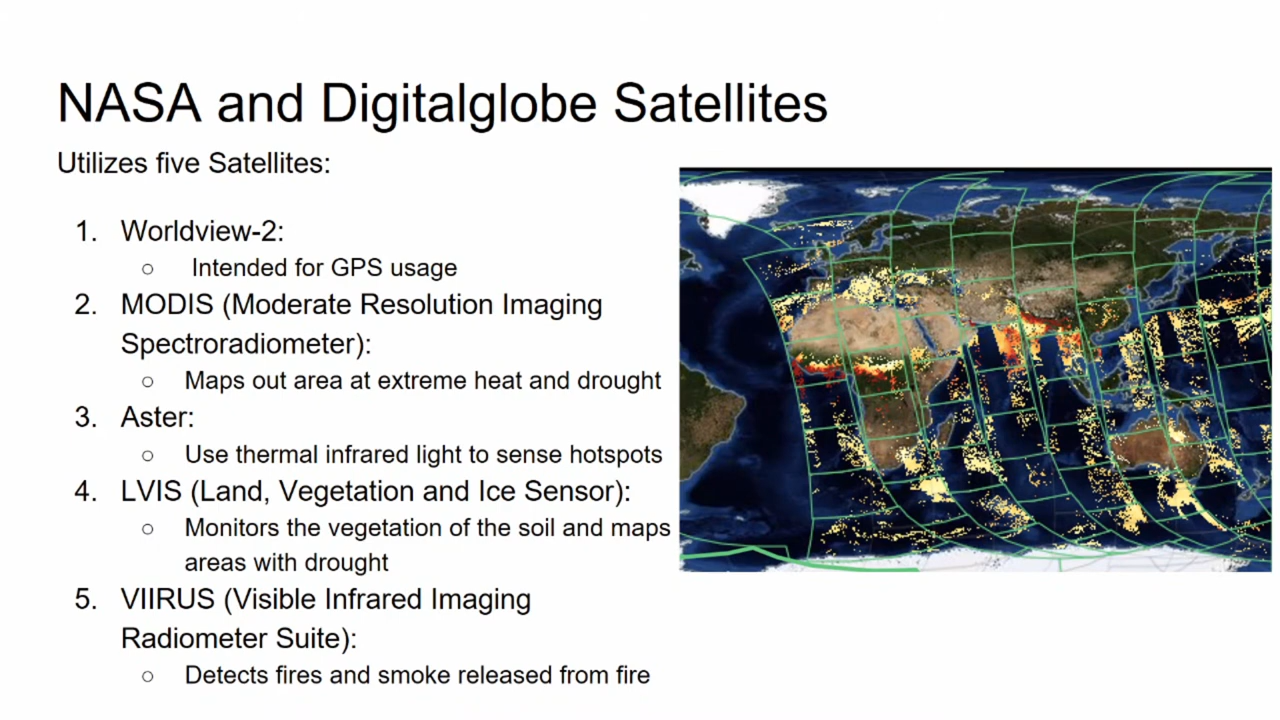 NASA and Digitalglobe Satellites
Utilizes five Satellites:
1. Worldview-2:
○ Intended for GPS usage
2. MODIS (Moderate Resolution Imaging
Spectroradiometer):
○ Maps out area at extreme heat and drought
3. Aster:
○ Use thermal infrared light to sense hotspots
4. LVIS (Land, Vegetation and Ice Sensor):
○ Monitors the vegetation of the soil and maps
areas with drought
5. VIIRUS (Visible Infrared Imaging
Radiometer Suite):
○ Detects fires and smoke released from fire